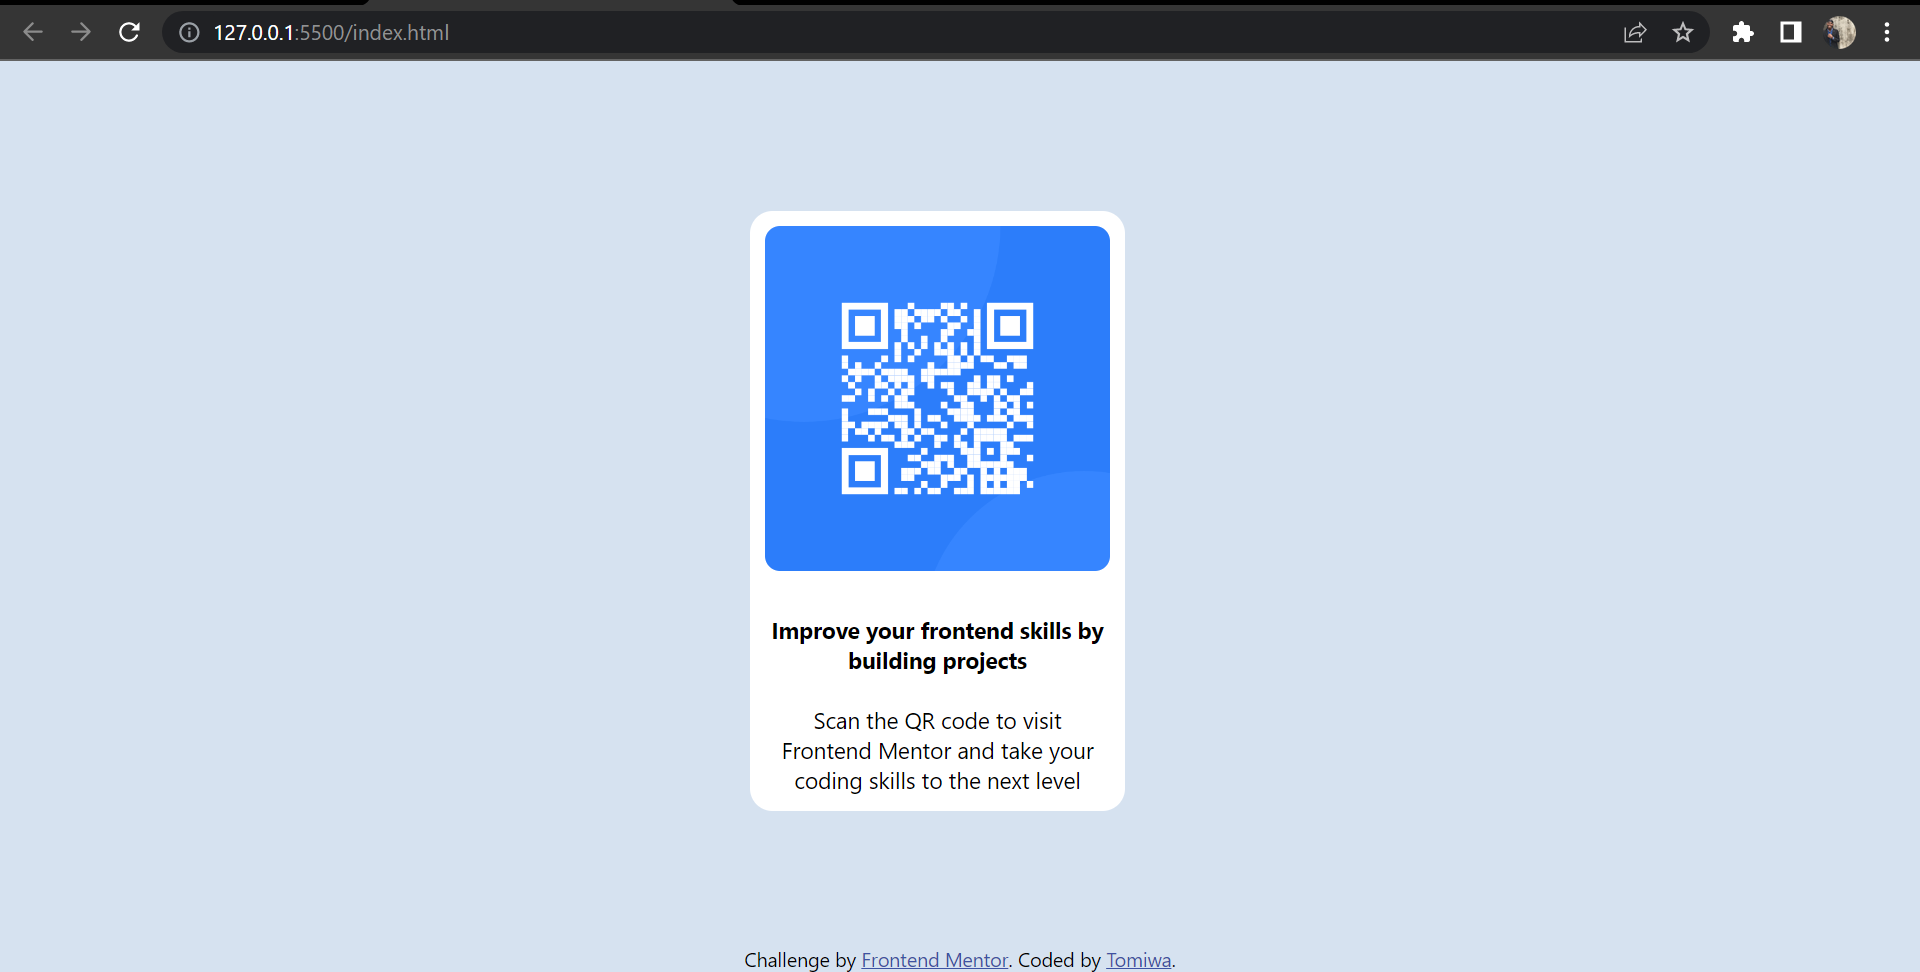 127.0.0.1:5500/index.html
Improve your frontend skills by
building projects
Scan the QR code to visit
Frontend Mentor and take your
coding skills to the next level
Challenge by Frontend Mentor. Coded by Tomiwa.